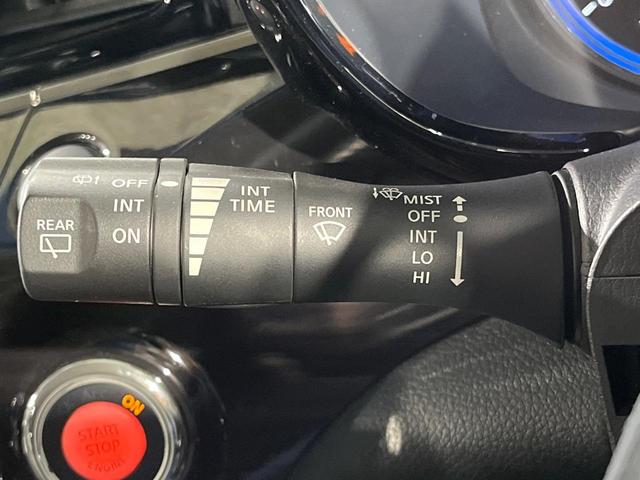 OFF
INT
ON
REAR
INT
TIME
FRONT
MIST
OFF
INT
LO
HI
ON
START
STOP
ENGINE